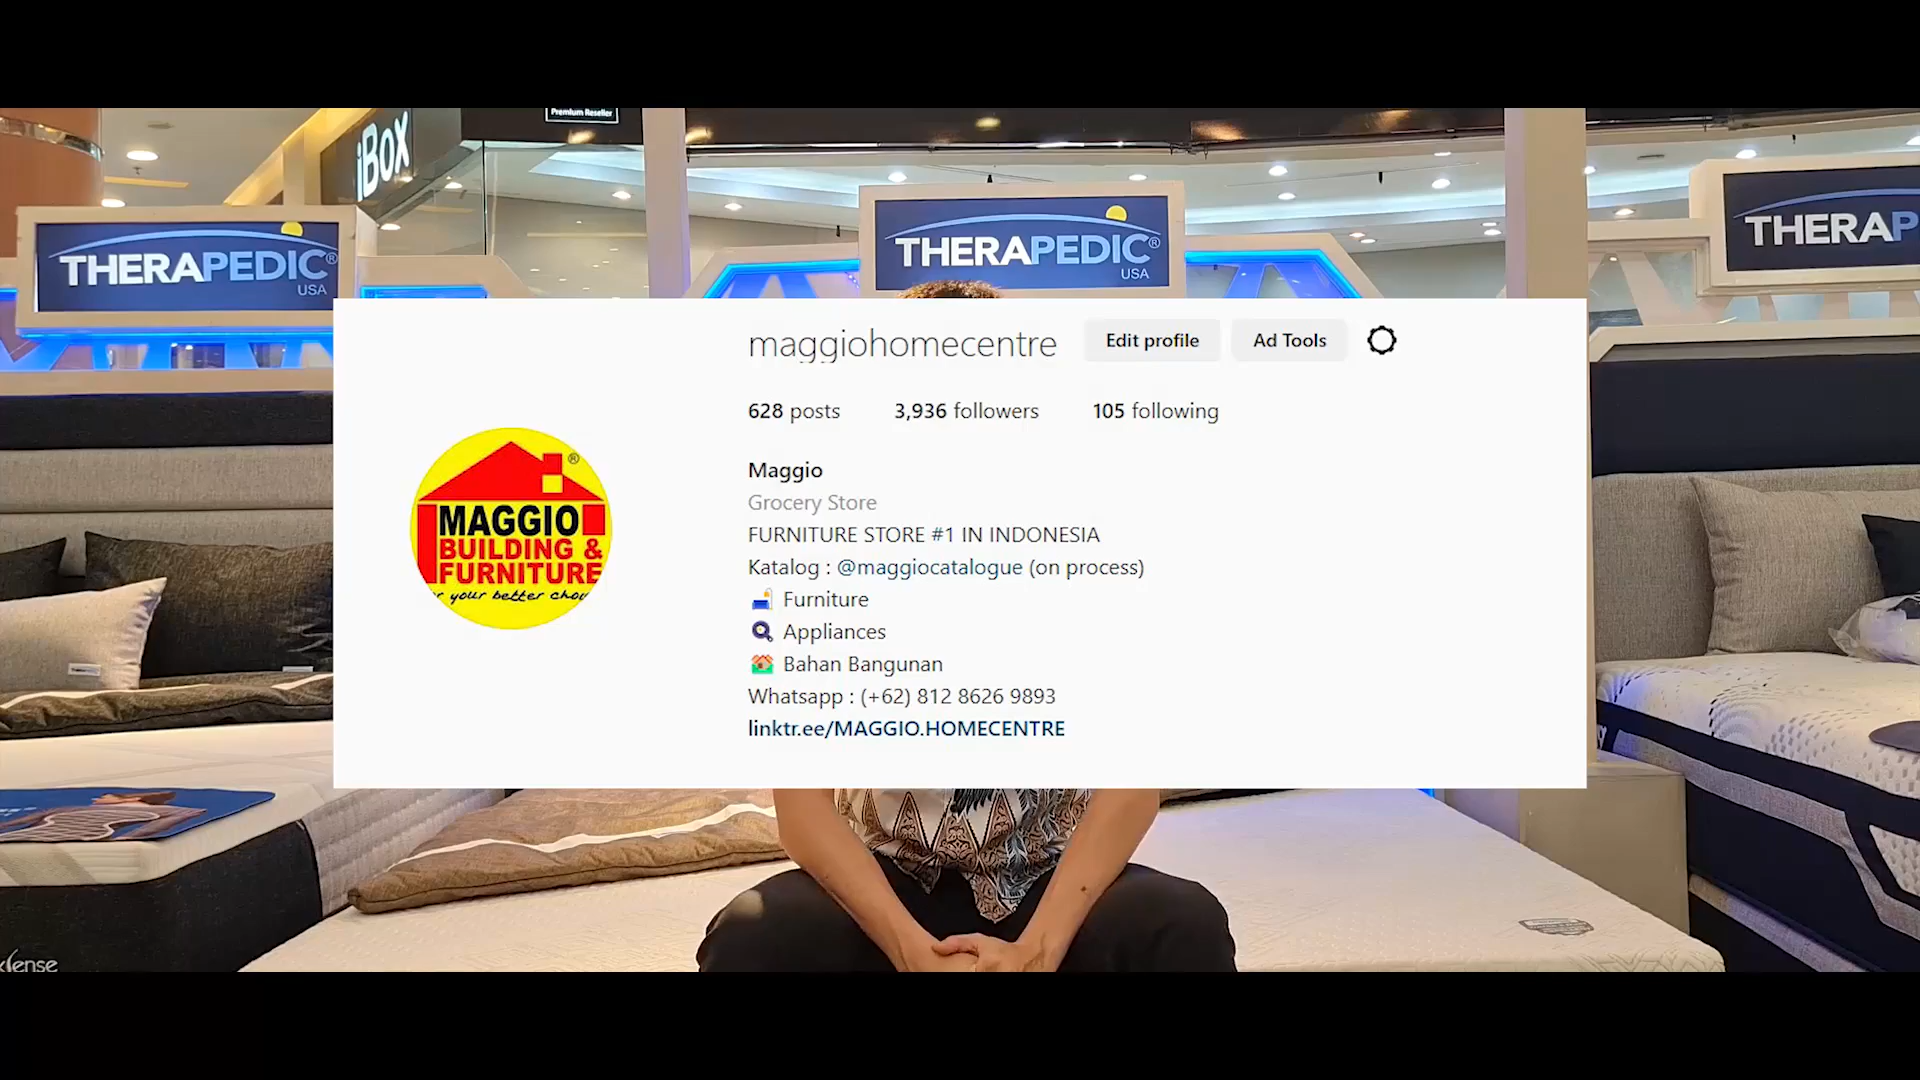 Premium Reseller
iBOX
THERAPEDIC®
USA
THERAPEDIC®
USA
THERAP
maggiohomecentre
Edit profile
Ad Tools
628 posts 3,936 followers 105 following
Maggio
Grocery Store
FURNITURE STORE #1 IN INDONESIA
Katalog : @maggiocatalogue (on process)
Furniture
Appliances
Bahan Bangunan
Whatsapp : (+62) 812 8626 9893
linktr.ee/MAGGIO.HOMECENTRE
®
MAGGIO
BUILDING &
FURNITURE
r your better choi